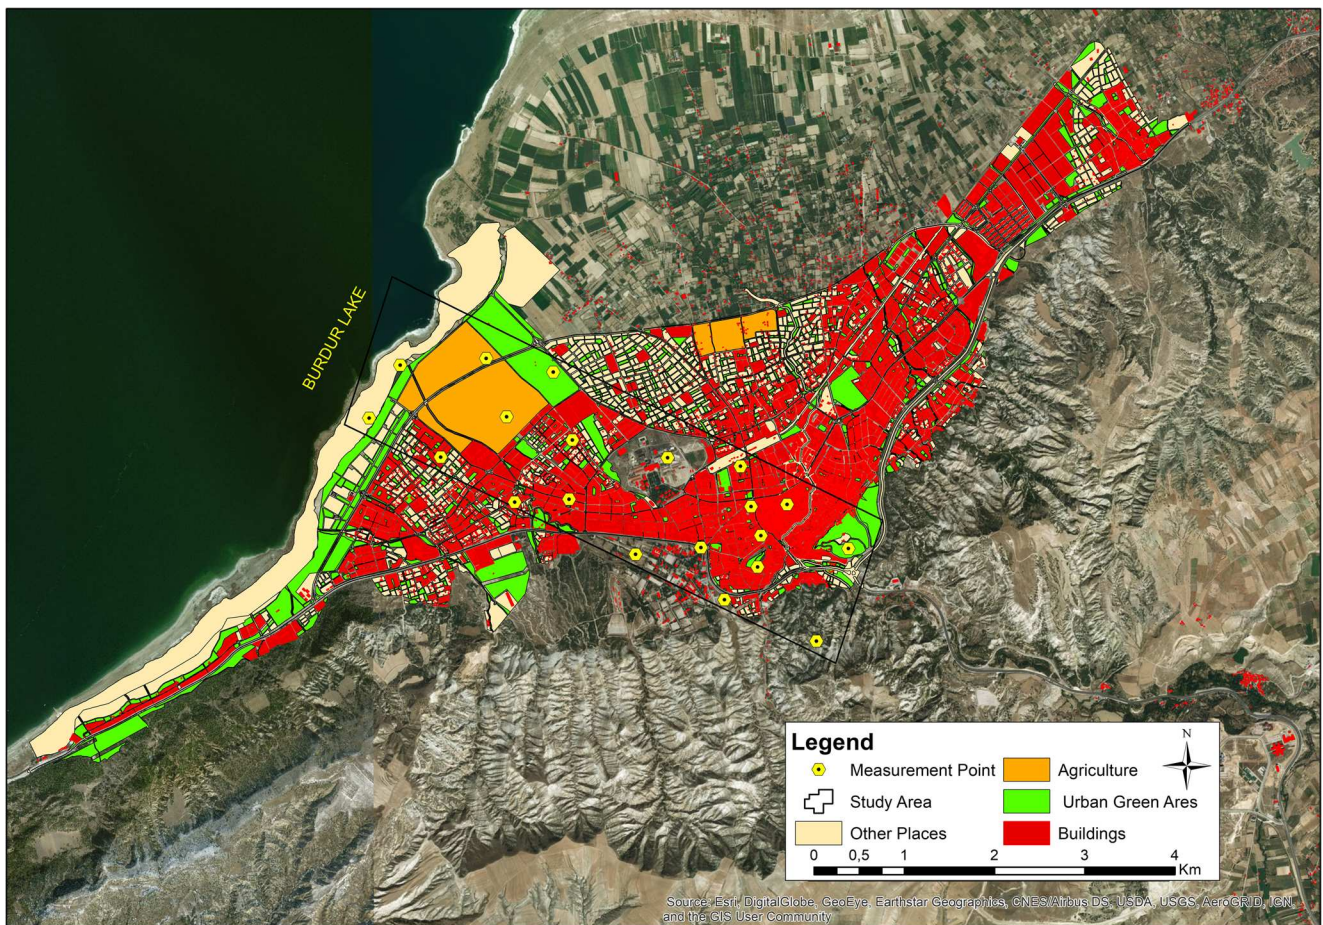 BURDUR LAKE
Legend
N
Measurement Point
Agriculture
Study Area
Urban Green Ares
Other Places
Buildings
0 0,5 1 2 3 4
Km
Source: Esri, DigitalGlobe, GeoEye, Earthstar Geographics, CNES/Airbus DS, USDA, USGS, AeroGRID, IGN,
and the GIS User Community